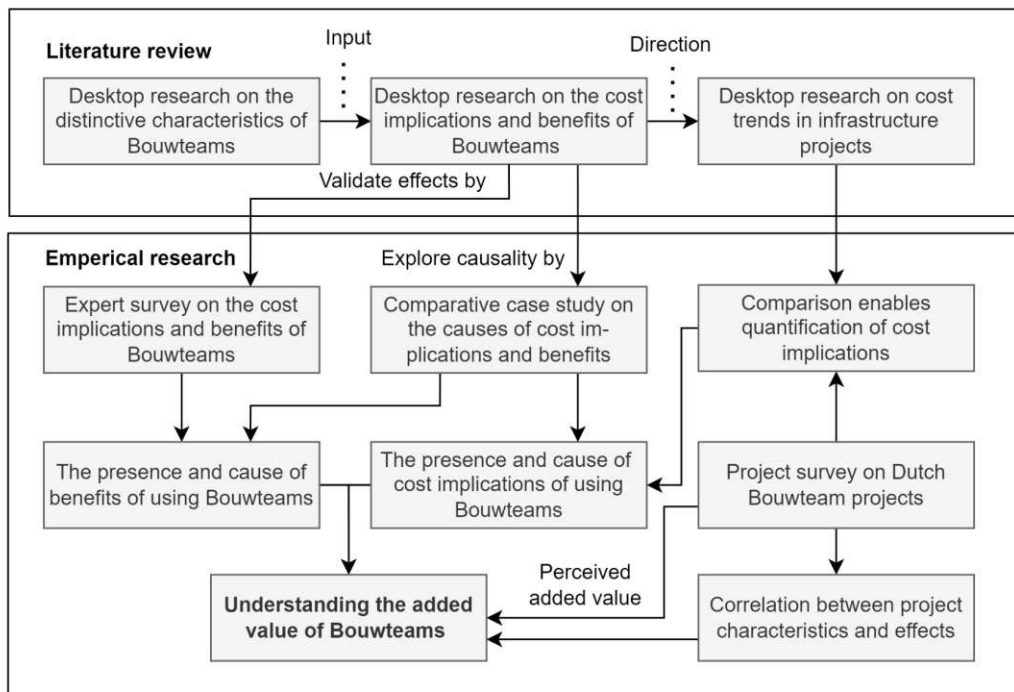 Input
Direction
Literature review
Desktop research on the
distinctive characteristics of
Bouwteams
Desktop research on the cost
implications and benefits of
Bouwteams
Desktop research on cost
trends in infrastructure
projects
Validate effects by
Emperical research
Explore causality by
Expert survey on the cost
implications and benefits of
Bouwteams
Comparative case study on
the causes of cost im-
plications and benefits
Comparison enables
quantification of cost
implications
The presence and cause of
benefits of using Bouwteams
The presence and cause of
cost implications of using
Bouwteams
Project survey on Dutch
Bouwteam projects
Perceived
added value
Understanding the added
value of Bouwteams
Correlation between project
characteristics and effects